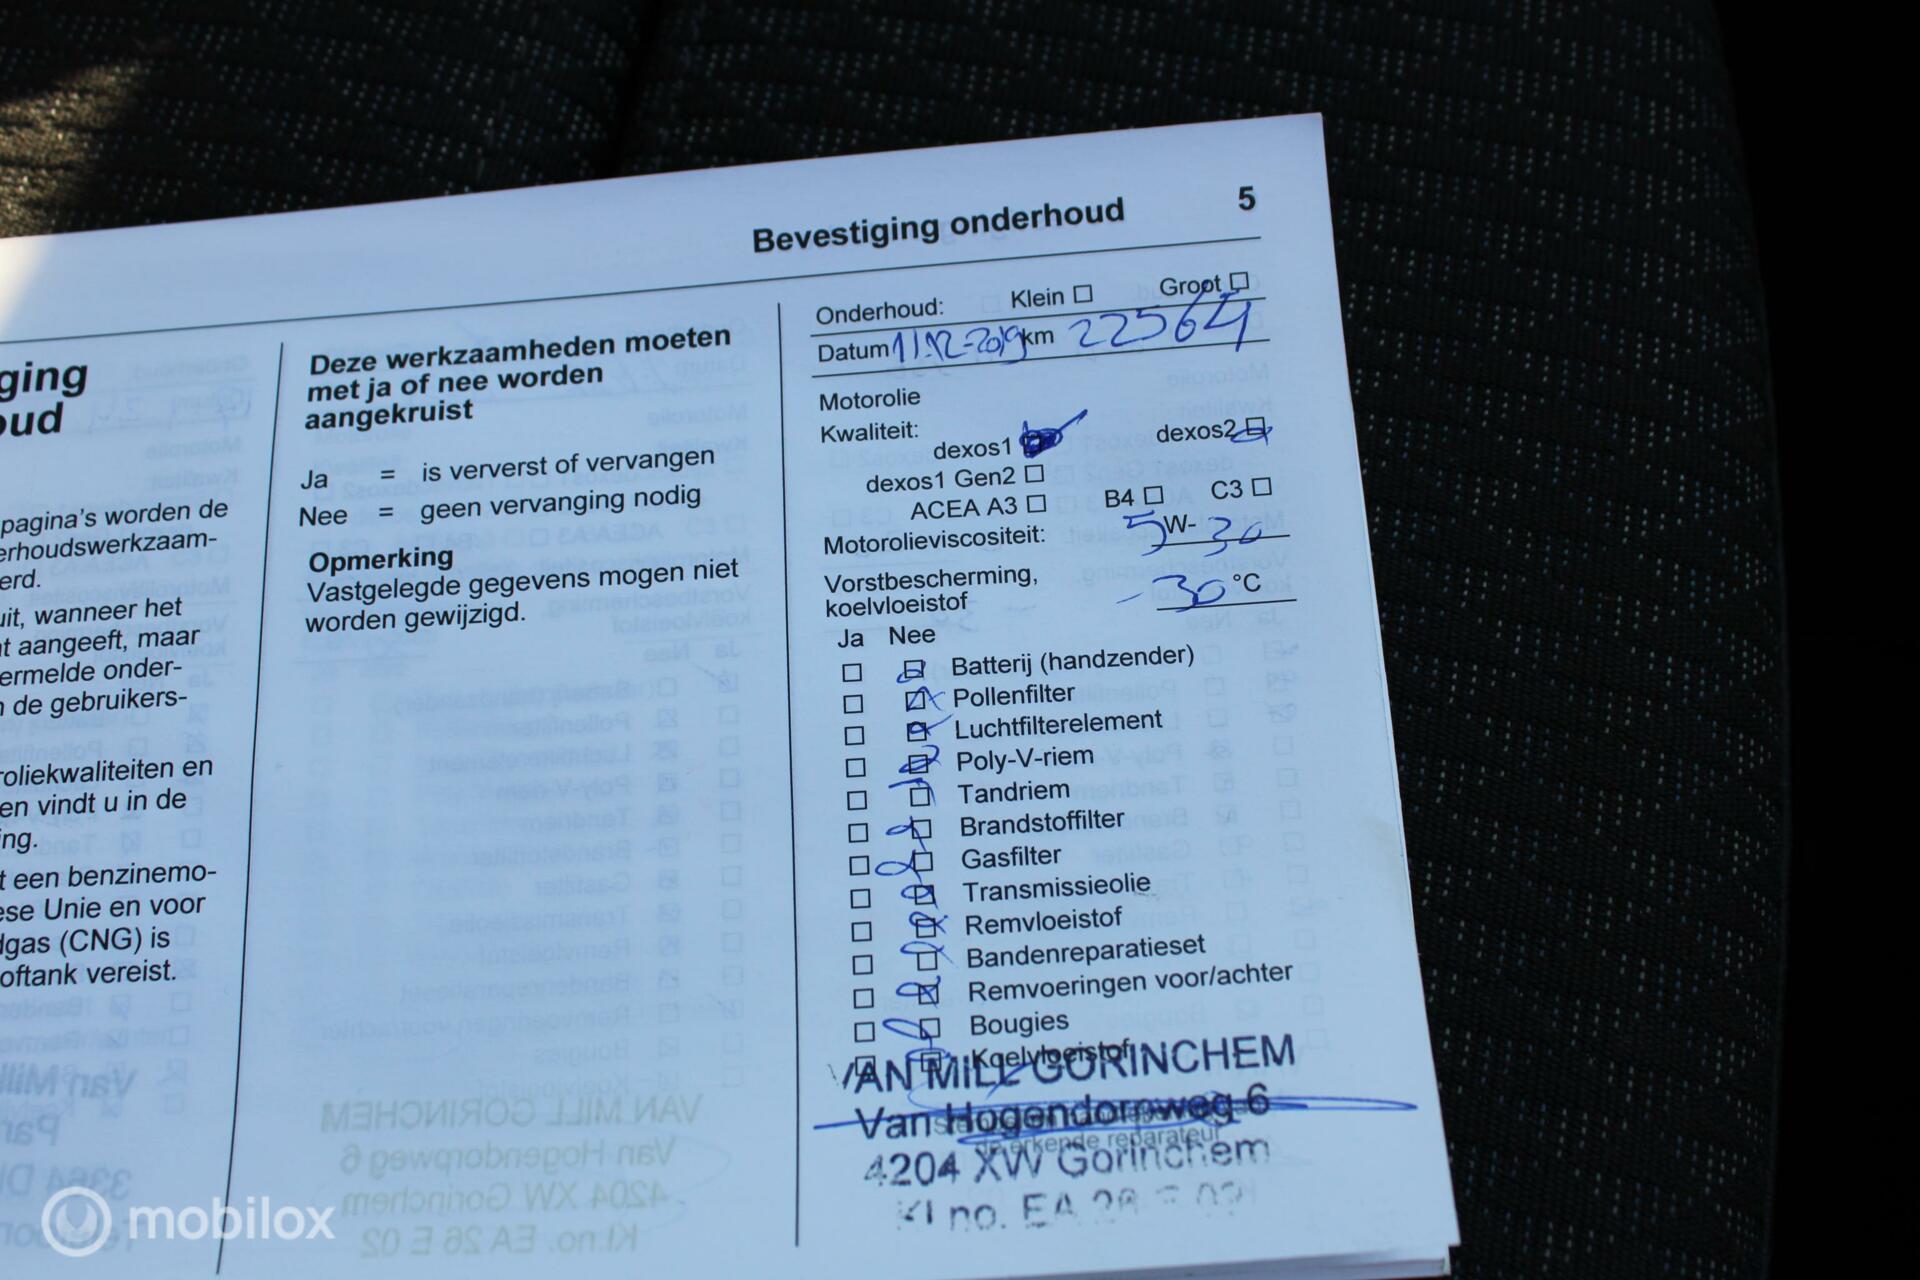 Bevestiging onderhoud 5
ging
oud
pagina's worden de
erhoudswerkzaam-
erd.
uit, wanneer het
t aangeeft, maar
ermelde onder-
n de gebruikers-
roliekwaliteiten en
en vindt u in de
ing.
t een benzinemo-
ese Unie en voor
dgas (CNG) is
oftank vereist.
Deze werkzaamheden moeten
met ja of nee worden
aangekruist
Ja = is ververst of vervangen
Nee = geen vervanging nodig
Opmerking
Vastgelegde gegevens mogen niet
worden gewijzigd.
Onderhoud: Klein Groot
Datum 11-12-2019 km 22564
Motorolie
Kwaliteit:
dexos1 dexos2
dexos1 Gen2
ACEA A3 B4 C3
Motorolieviscositeit: 5 W- 30
Vorstbescherming,
koelvloeistof -30 °C
Ja Nee
Batterij (handzender)
Pollenfilter
Luchtfilterelement
Poly-V-riem
Tandriem
Brandstoffilter
Gasfilter
Transmissieolie
Remvloeistof
Bandenreparatieset
Remvoeringen voor/achter
Bougies
Koelvloeistof
VAN MILL GORINCHEM
Van Hogendorpweg 6
de erkende reparateur
4204 XW Gorinchem
Kl no. EA
mobilox